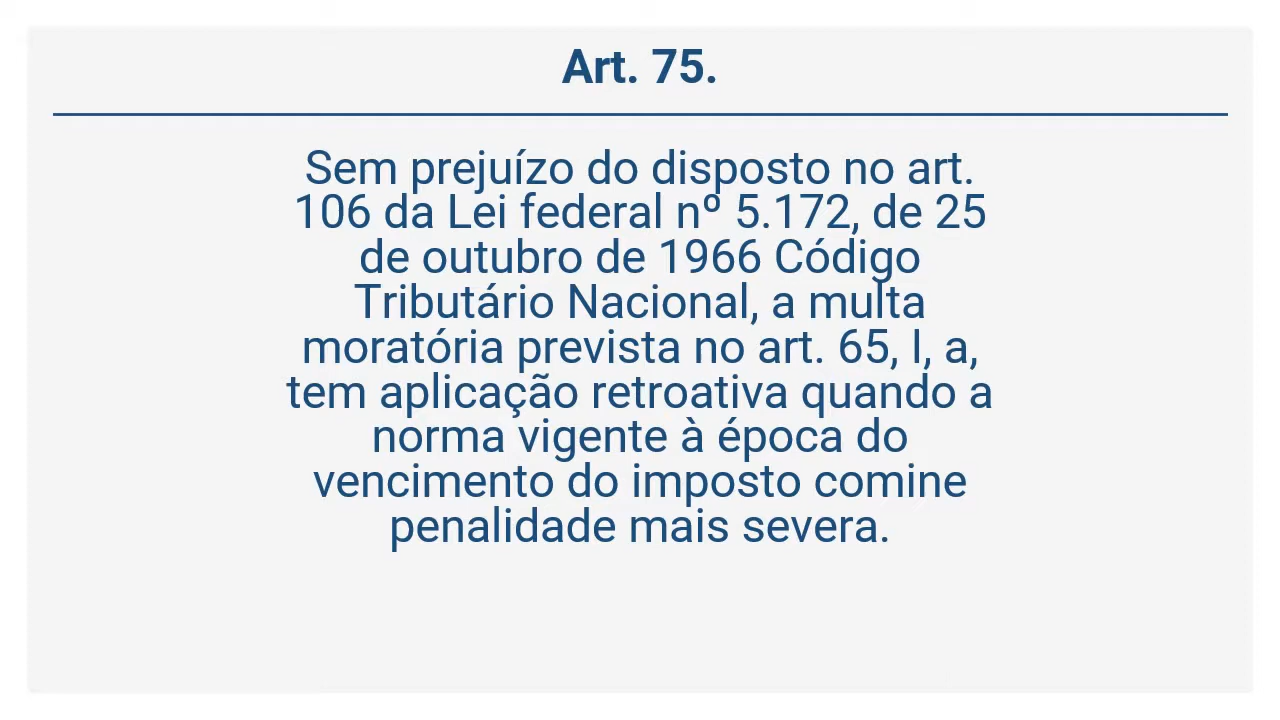 Art. 75.
Sem prejuízo do disposto no art.
106 da Lei federal nº 5.172, de 25
de outubro de 1966 Código
Tributário Nacional, a multa
moratória prevista no art. 65, I, a,
tem aplicação retroativa quando a
norma vigente à época do
vencimento do imposto comine
penalidade mais severa.